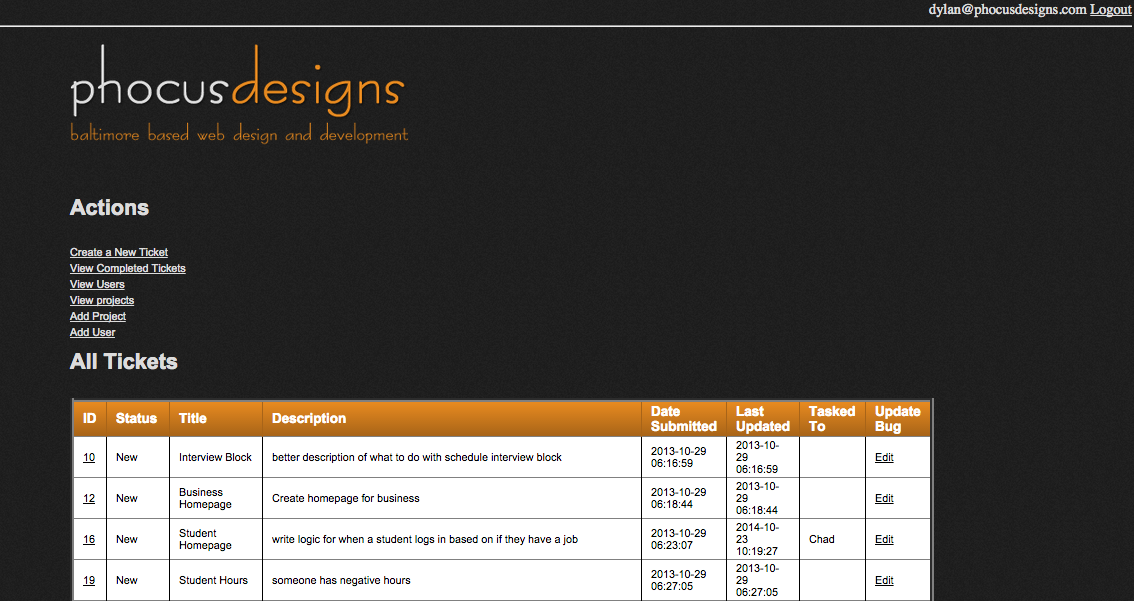 dylan@phocusdesigns.com Logout
phocusdesigns
baltimore based web design and development
Actions
Create a New Ticket
View Completed Tickets
View Users
View projects
Add Project
Add User
All Tickets
ID Status Title Description Date Submitted Last Updated Tasked To Update Bug
10 New Interview Block better description of what to do with schedule interview block 2013-10-29 06:16:59 2013-10-29 06:16:59 Edit
12 New Business Homepage Create homepage for business 2013-10-29 06:18:44 2013-10-29 06:18:44 Edit
16 New Student Homepage write logic for when a student logs in based on if they have a job 2013-10-29 06:23:07 2014-10-23 10:19:27 Chad Edit
19 New Student Hours someone has negative hours 2013-10-29 06:27:05 2013-10-29 06:27:05 Edit